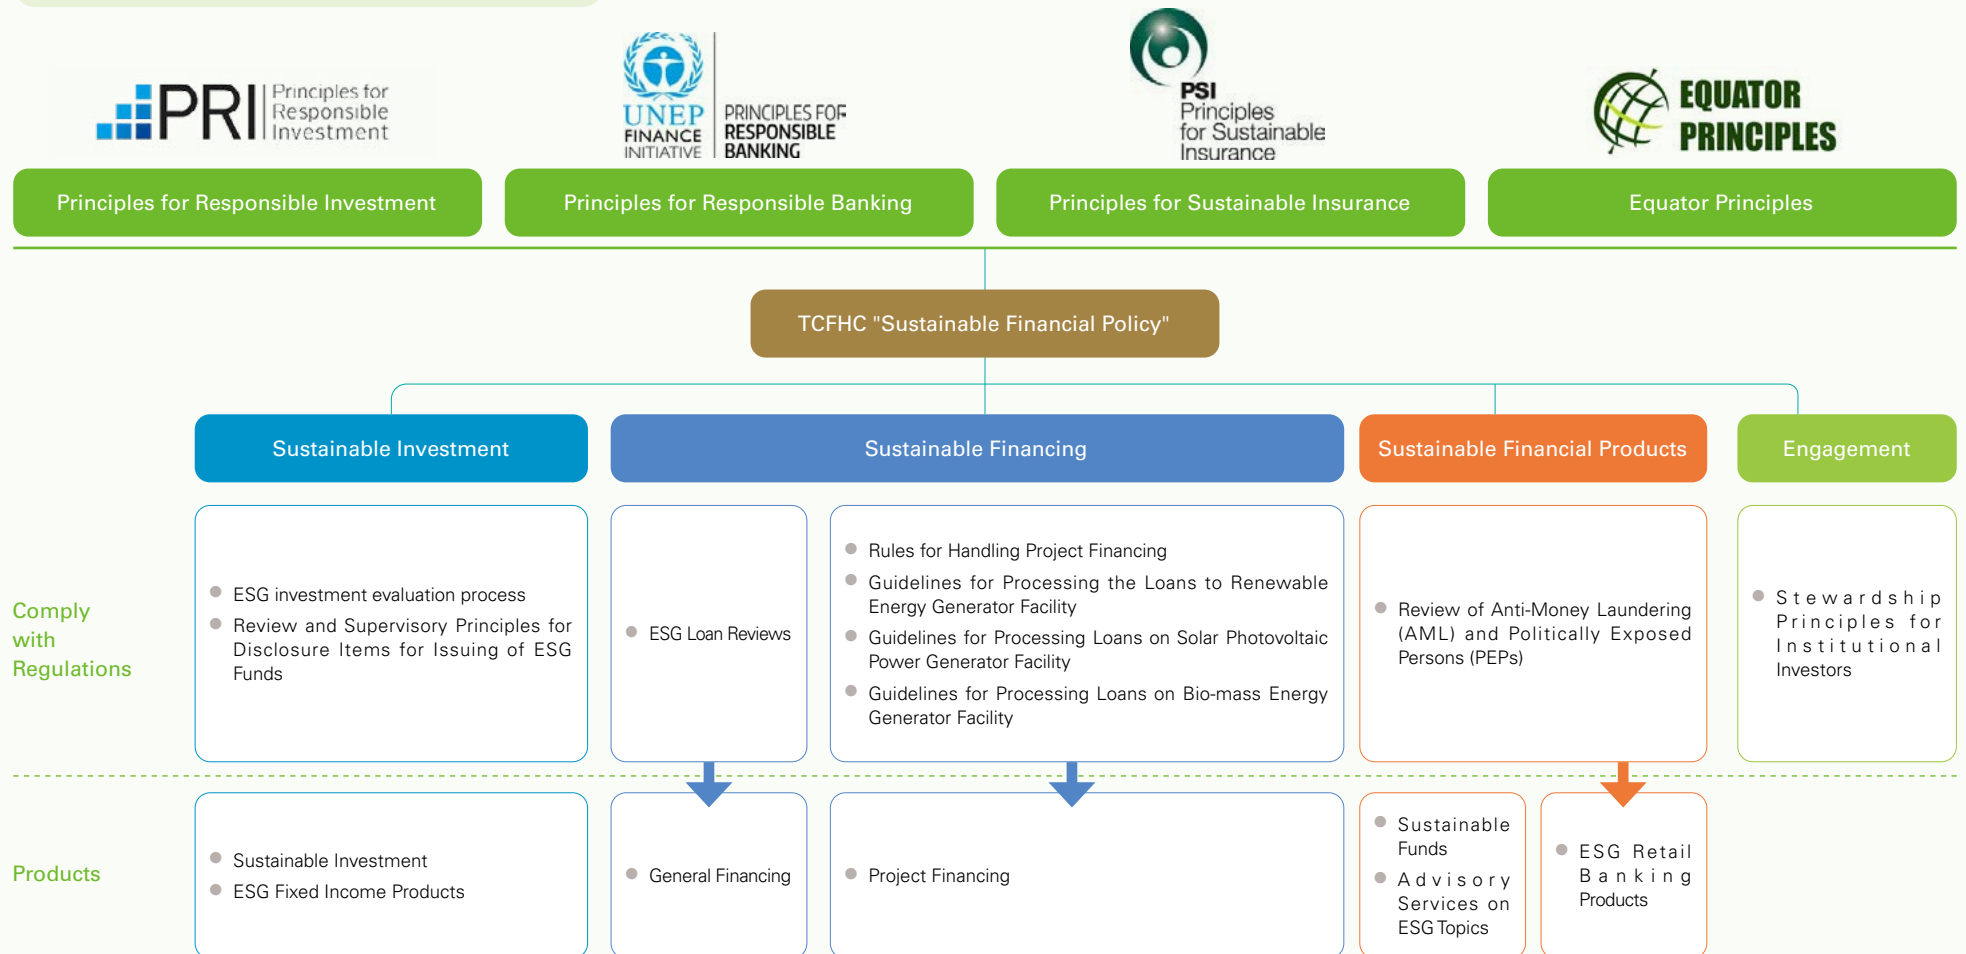 PRI
Principles for
Responsible
Investment
UNEP
FINANCE
INITIATIVE
PRINCIPLES FOR
RESPONSIBLE
BANKING
PSI
Principles
for Sustainable
Insurance
EQUATOR
PRINCIPLES
Principles for Responsible Investment
Principles for Responsible Banking
Principles for Sustainable Insurance
Equator Principles
TCFHC "Sustainable Financial Policy"
Sustainable Investment
Sustainable Financing
Sustainable Financial Products
Engagement
Comply
with
Regulations
ESG investment evaluation process
Review and Supervisory Principles for
Disclosure Items for Issuing of ESG
Funds
ESG Loan Reviews
Rules for Handling Project Financing
Guidelines for Processing the Loans to Renewable
Energy Generator Facility
Guidelines for Processing Loans on Solar Photovoltaic
Power Generator Facility
Guidelines for Processing Loans on Bio-mass Energy
Generator Facility
Review of Anti-Money Laundering
(AML) and Politically Exposed
Persons (PEPs)
Stewardship
Principles for
Institutional
Investors
Products
Sustainable Investment
ESG Fixed Income Products
General Financing
Project Financing
Sustainable
Funds
Advisory
Services on
ESG Topics
ESG Retail
Banking
Products